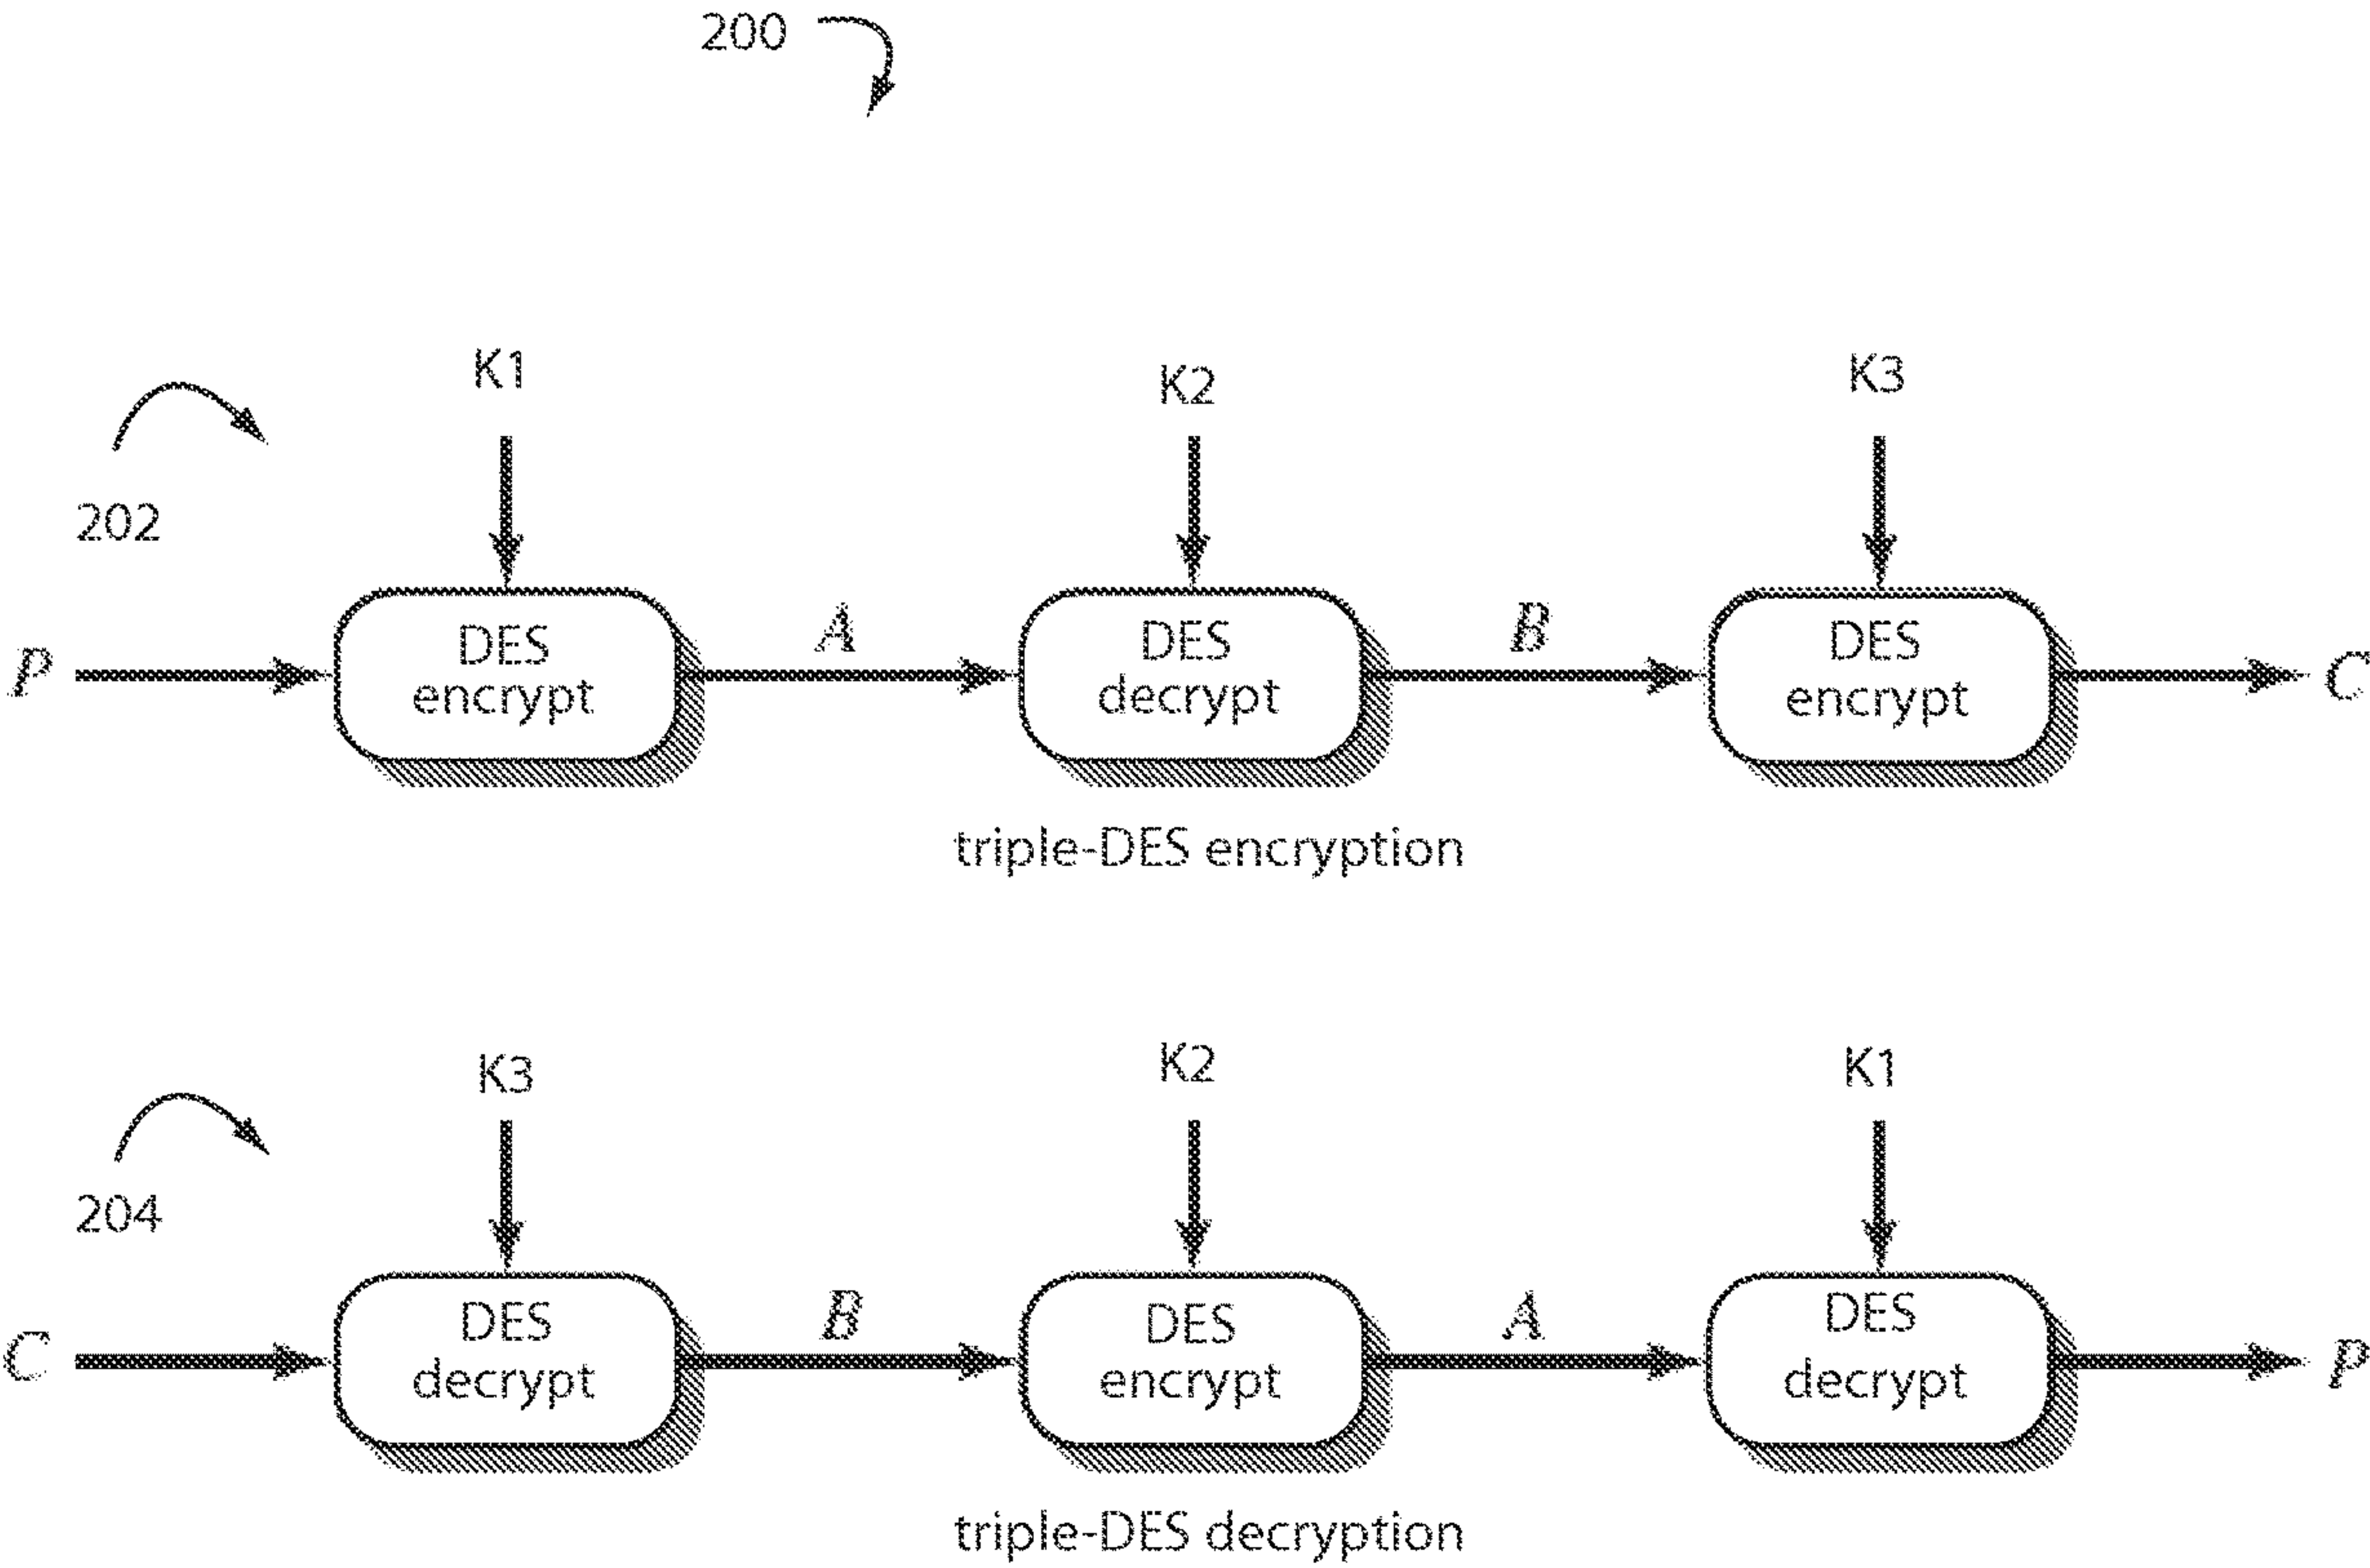 200
K1
K2
K3
202
P
DES
encrypt
A
DES
decrypt
B
DES
encrypt
C
triple-DES encryption
K3
K2
K1
204
C
DES
decrypt
B
DES
encrypt
A
DES
decrypt
P
triple-DES decryption